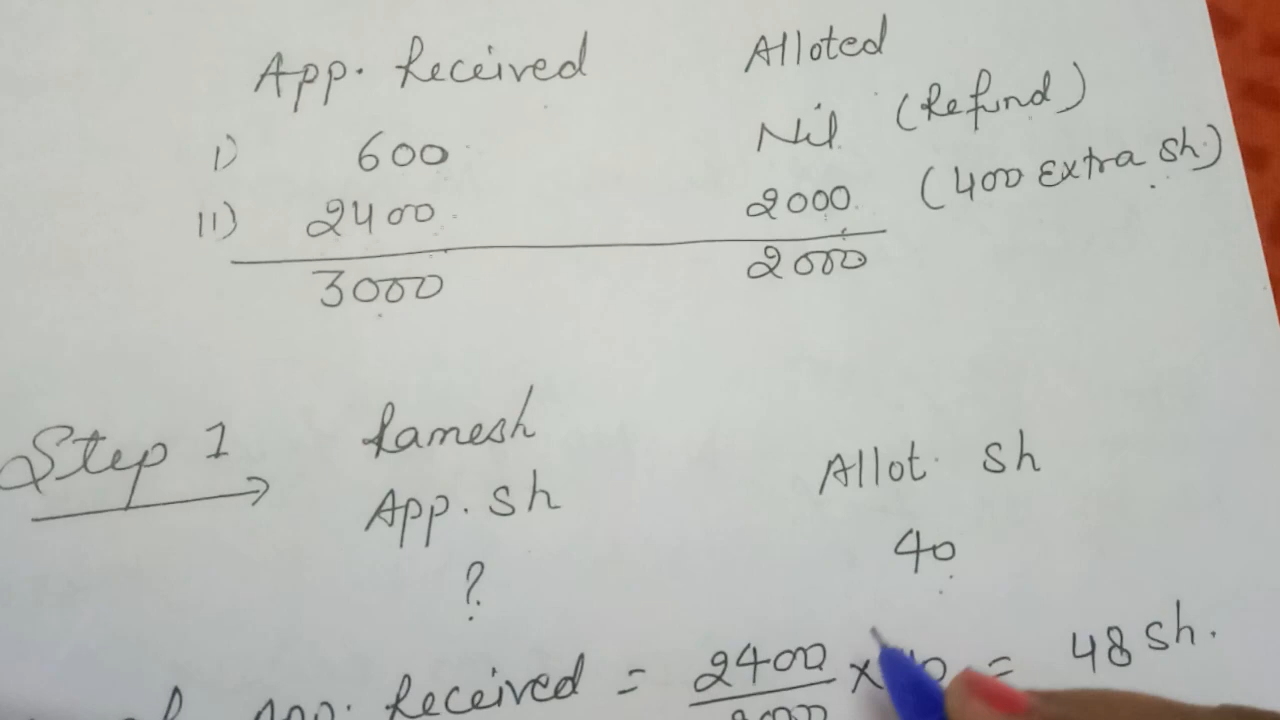 App. Received Alloted
I) 600 Nil (Refund)
II) 2400 2000 (400 Extra Sh.)
3000 2000
Step 1 Ramesh
App. Sh Allot. Sh
? 40
App. Received = 2400 × = 48 Sh.